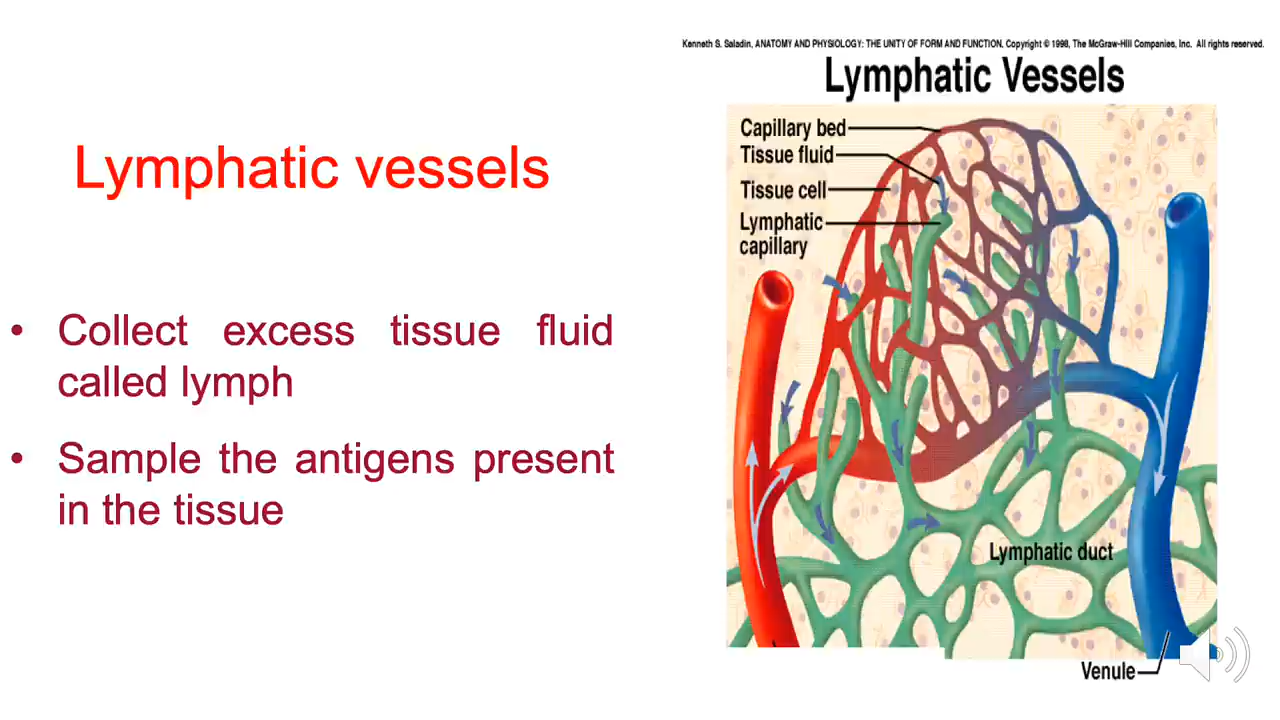 Kenneth S. Saladin, ANATOMY AND PHYSIOLOGY: THE UNITY OF FORM AND FUNCTION, Copyright © 1998, The McGraw-Hill Companies, Inc. All rights reserved.
Lymphatic Vessels
Lymphatic vessels
• Collect excess tissue fluid
called lymph
• Sample the antigens present
in the tissue
Capillary bed
Tissue fluid
Tissue cell
Lymphatic
capillary
Lymphatic duct
Venule